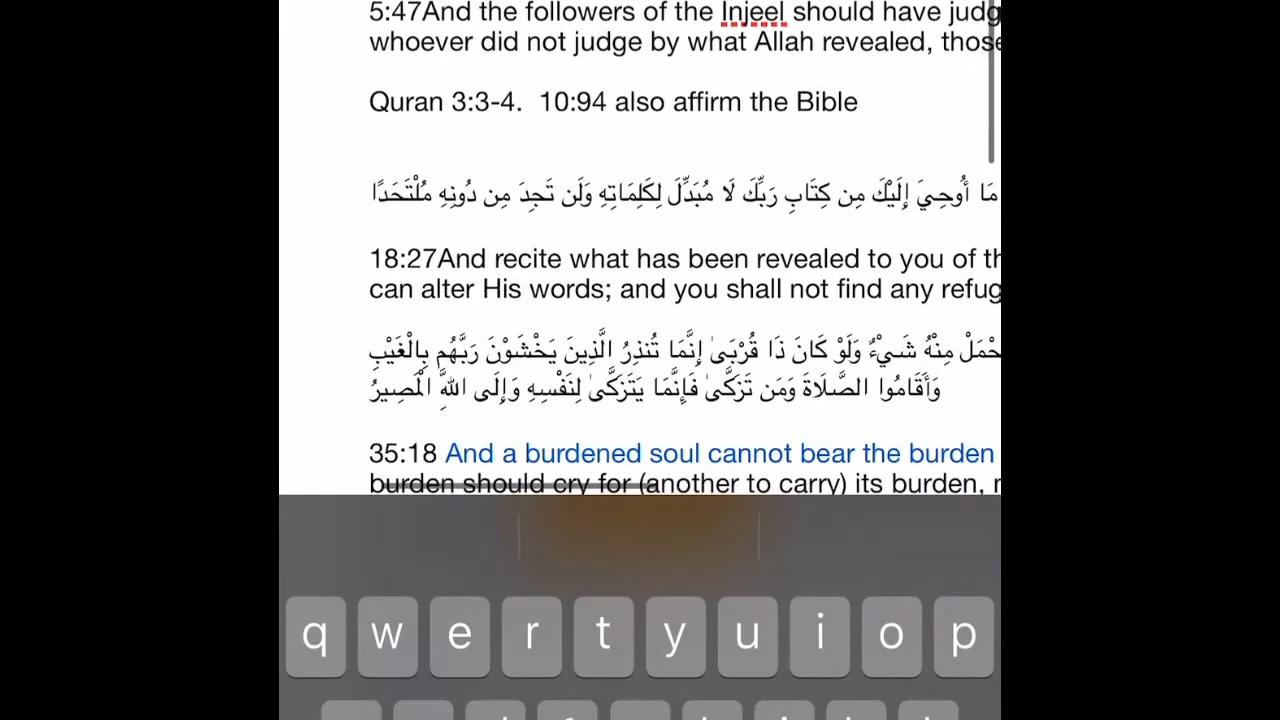 5:47And the followers of the Injeel should have judg
whoever did not judge by what Allah revealed, those
Quran 3:3-4. 10:94 also affirm the Bible
مَا أُوحِيَ إِلَيْكَ مِن كِتَابِ رَبِّكَ لَا مُبَدِّلَ لِكَلِمَاتِهِ وَلَن تَجِدَ مِن دُونِهِ مُلْتَحَدًا
18:27And recite what has been revealed to you of th
can alter His words; and you shall not find any refug
حْمَلْ مِنْهُ شَيْءٌ وَلَوْ كَانَ ذَا قُرْبَىٰ إِنَّمَا تُنذِرُ الَّذِينَ يَخْشَوْنَ رَبَّهُم بِالْغَيْبِ
وَأَقَامُوا الصَّلَاةَ وَمَن تَزَكَّىٰ فَإِنَّمَا يَتَزَكَّىٰ لِنَفْسِهِ وَإِلَى اللَّهِ الْمَصِيرُ
35:18 And a burdened soul cannot bear the burden
burden should cry for (another to carry) its burden, n
q w e r t y u i o p